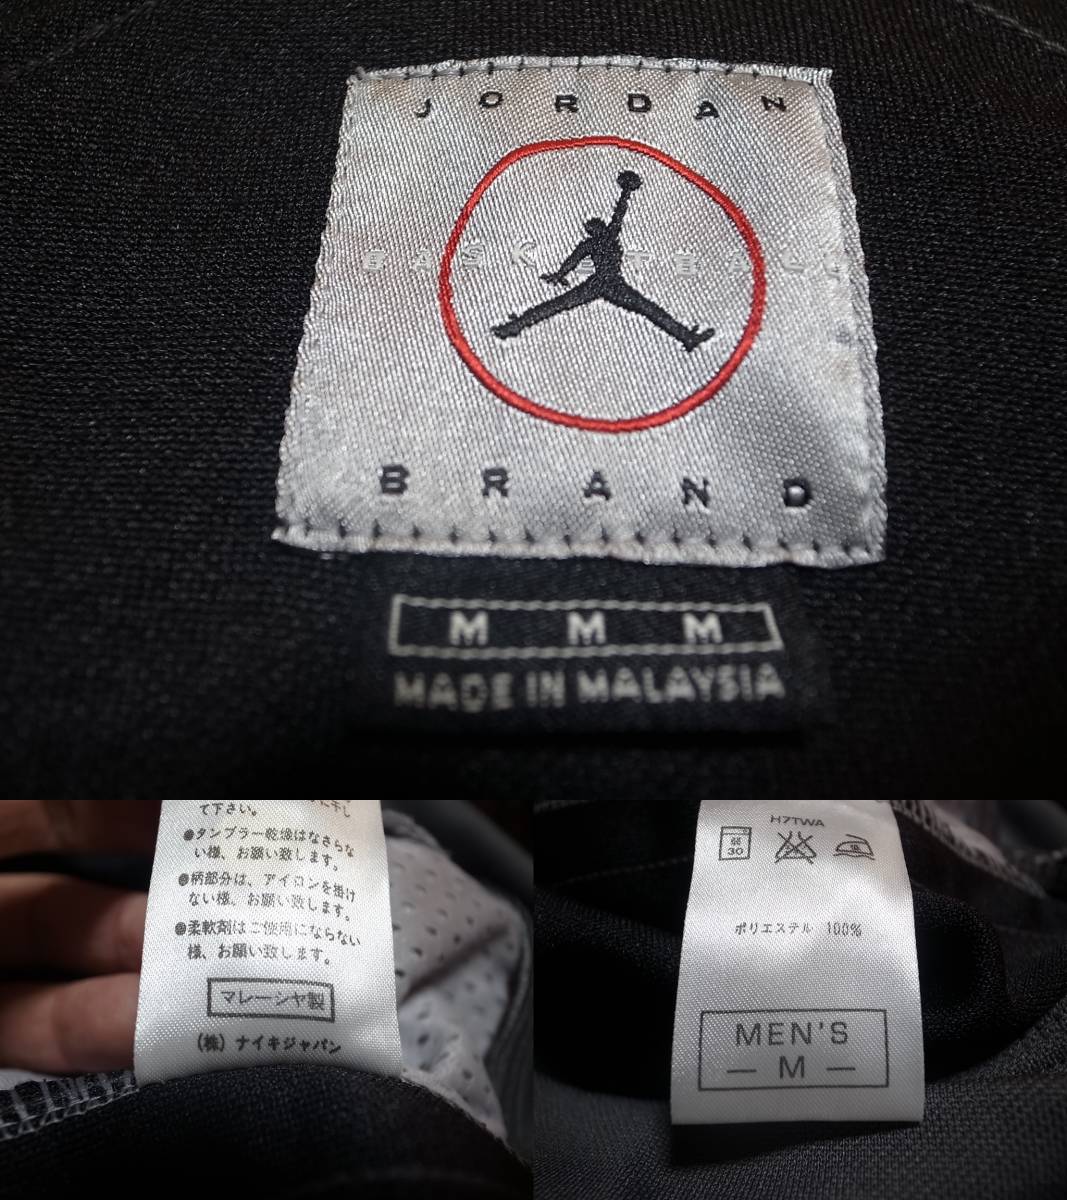 JORDAN
BASKETBALL
BRAND
M M M
MADE IN MALAYSIA
て下さい。
●タンブラー乾燥はなさらな
い様、お願い致します。
●柄部分は、アイロンを掛け
ない様、お願い致します。
●柔軟剤はご使用にならない
様、お願い致します。
マレーシヤ製
(株) ナイキジャパン
H7TWA
弱
30
低
ポリエステル 100%
MEN'S
— M —